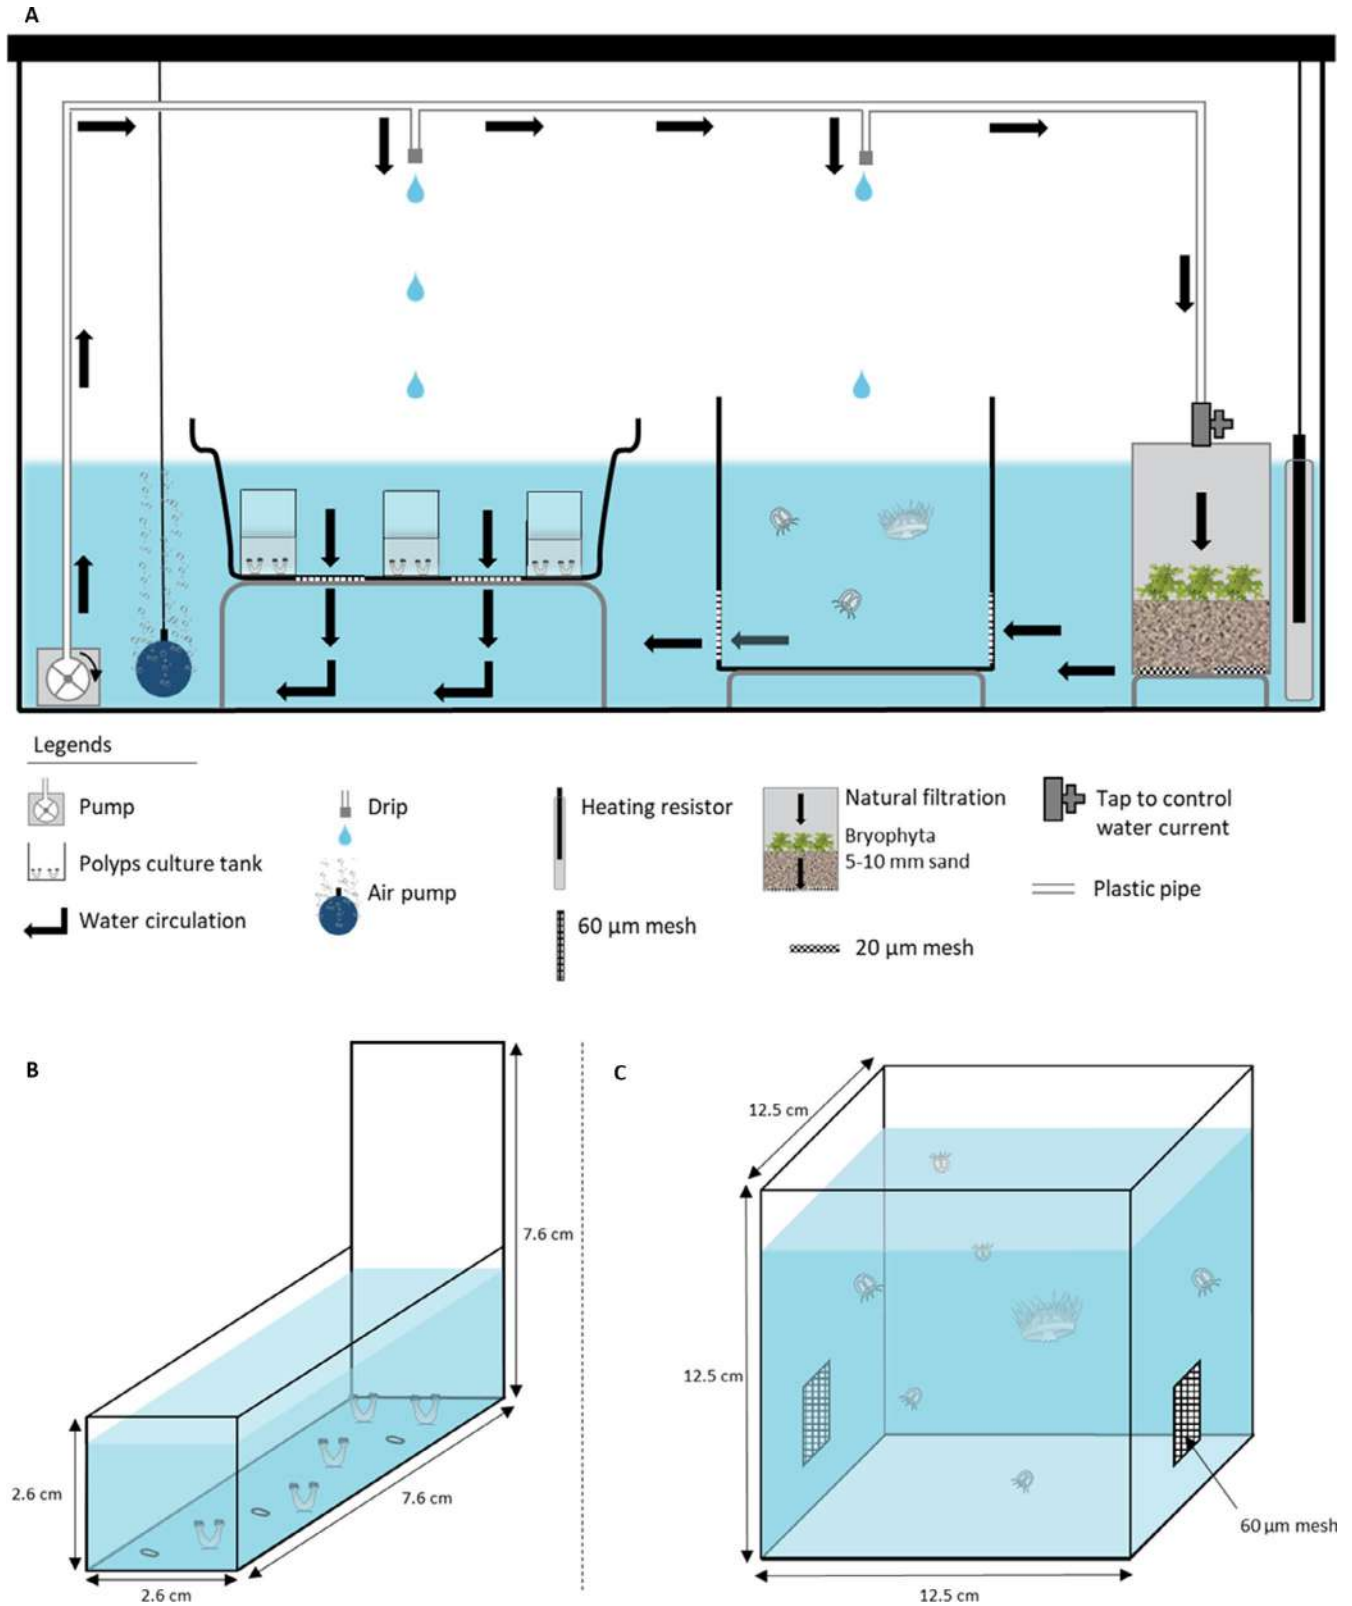 A
Legends
Pump
Drip
Heating resistor
Natural filtration
Bryophyta
5-10 mm sand
Tap to control
water current
Polyps culture tank
Air pump
Plastic pipe
Water circulation
60 µm mesh
20 µm mesh
B
7.6 cm
2.6 cm
7.6 cm
2.6 cm
C
12.5 cm
12.5 cm
60 µm mesh
12.5 cm